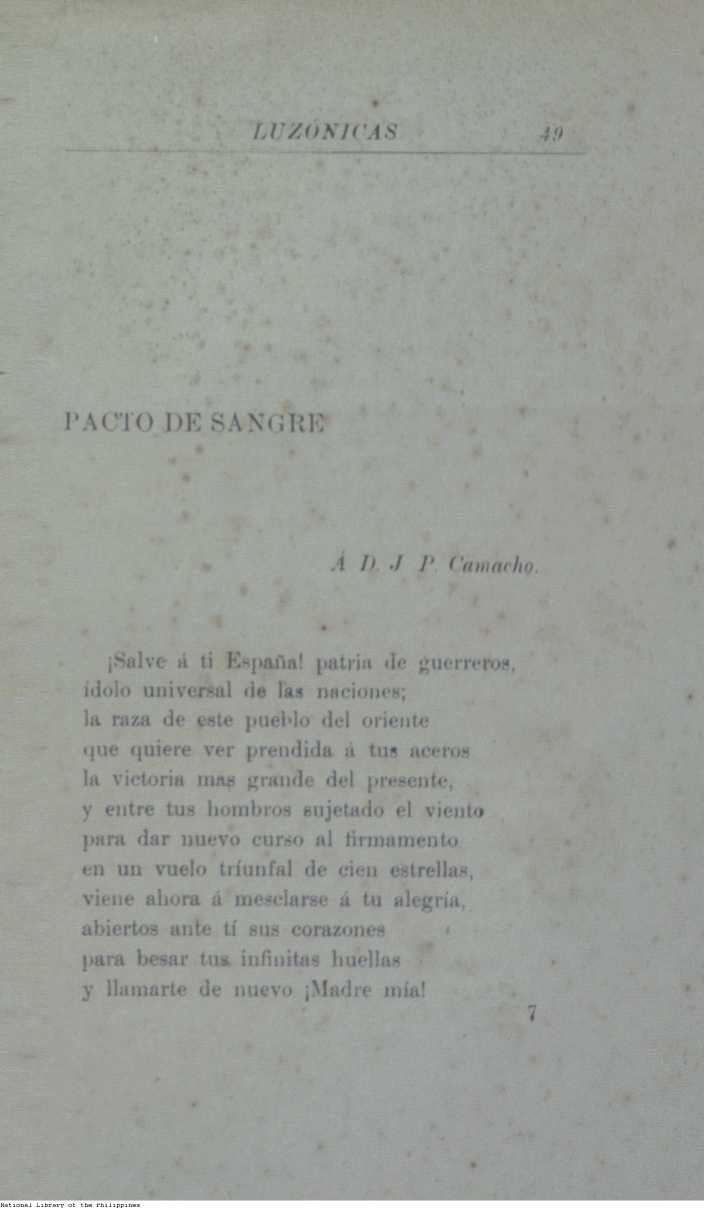 LUZÓNICAS 49
PACTO DE SANGRE
Á D. J P. Camacho.
¡Salve á ti España! patria de guerreros,
ídolo universal de las naciones;
la raza de este pueblo del oriente
que quiere ver prendida á tus aceros
la victoria mas grande del presente,
y entre tus hombros sujetado el viento
para dar nuevo curso al firmamento
en un vuelo tríunfal de cien estrellas,
viene ahora á mesclarse á tu alegría,
abiertos ante tí sus corazones
para besar tus infinitas huellas
y llamarte de nuevo ¡Madre mía!
7
National Library of the Philippines